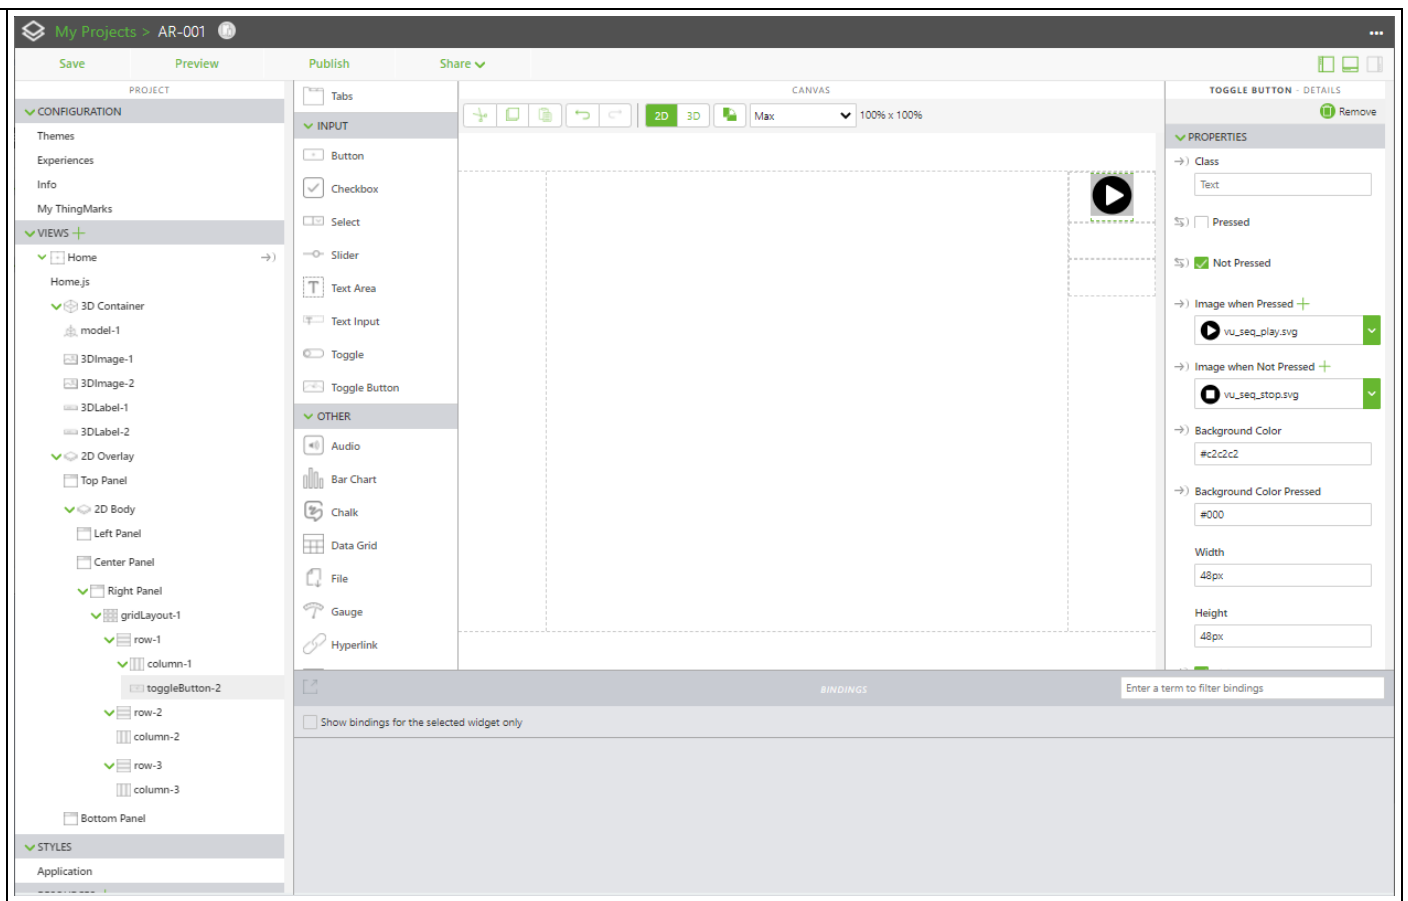 My Projects > AR-001
Save Preview Publish Share
PROJECT
CONFIGURATION
Themes
Experiences
Info
My ThingMarks
VIEWS
Home
Home.js
3D Container
model-1
3DImage-1
3DImage-2
3DLabel-1
3DLabel-2
2D Overlay
Top Panel
2D Body
Left Panel
Center Panel
Right Panel
gridLayout-1
row-1
column-1
toggleButton-2
row-2
column-2
row-3
column-3
Bottom Panel
STYLES
Application
Tabs
INPUT
Button
Checkbox
Select
Slider
Text Area
Text Input
Toggle
Toggle Button
OTHER
Audio
Bar Chart
Chalk
Data Grid
File
Gauge
Hyperlink
CANVAS
2D 3D Max 100% x 100%
TOGGLE BUTTON - DETAILS
Remove
PROPERTIES
Class
Text
Pressed
Not Pressed
Image when Pressed
vu_seq_play.svg
Image when Not Pressed
vu_seq_stop.svg
Background Color
#c2c2c2
Background Color Pressed
#000
Width
48px
Height
48px
BINDINGS
Enter a term to filter bindings
Show bindings for the selected widget only